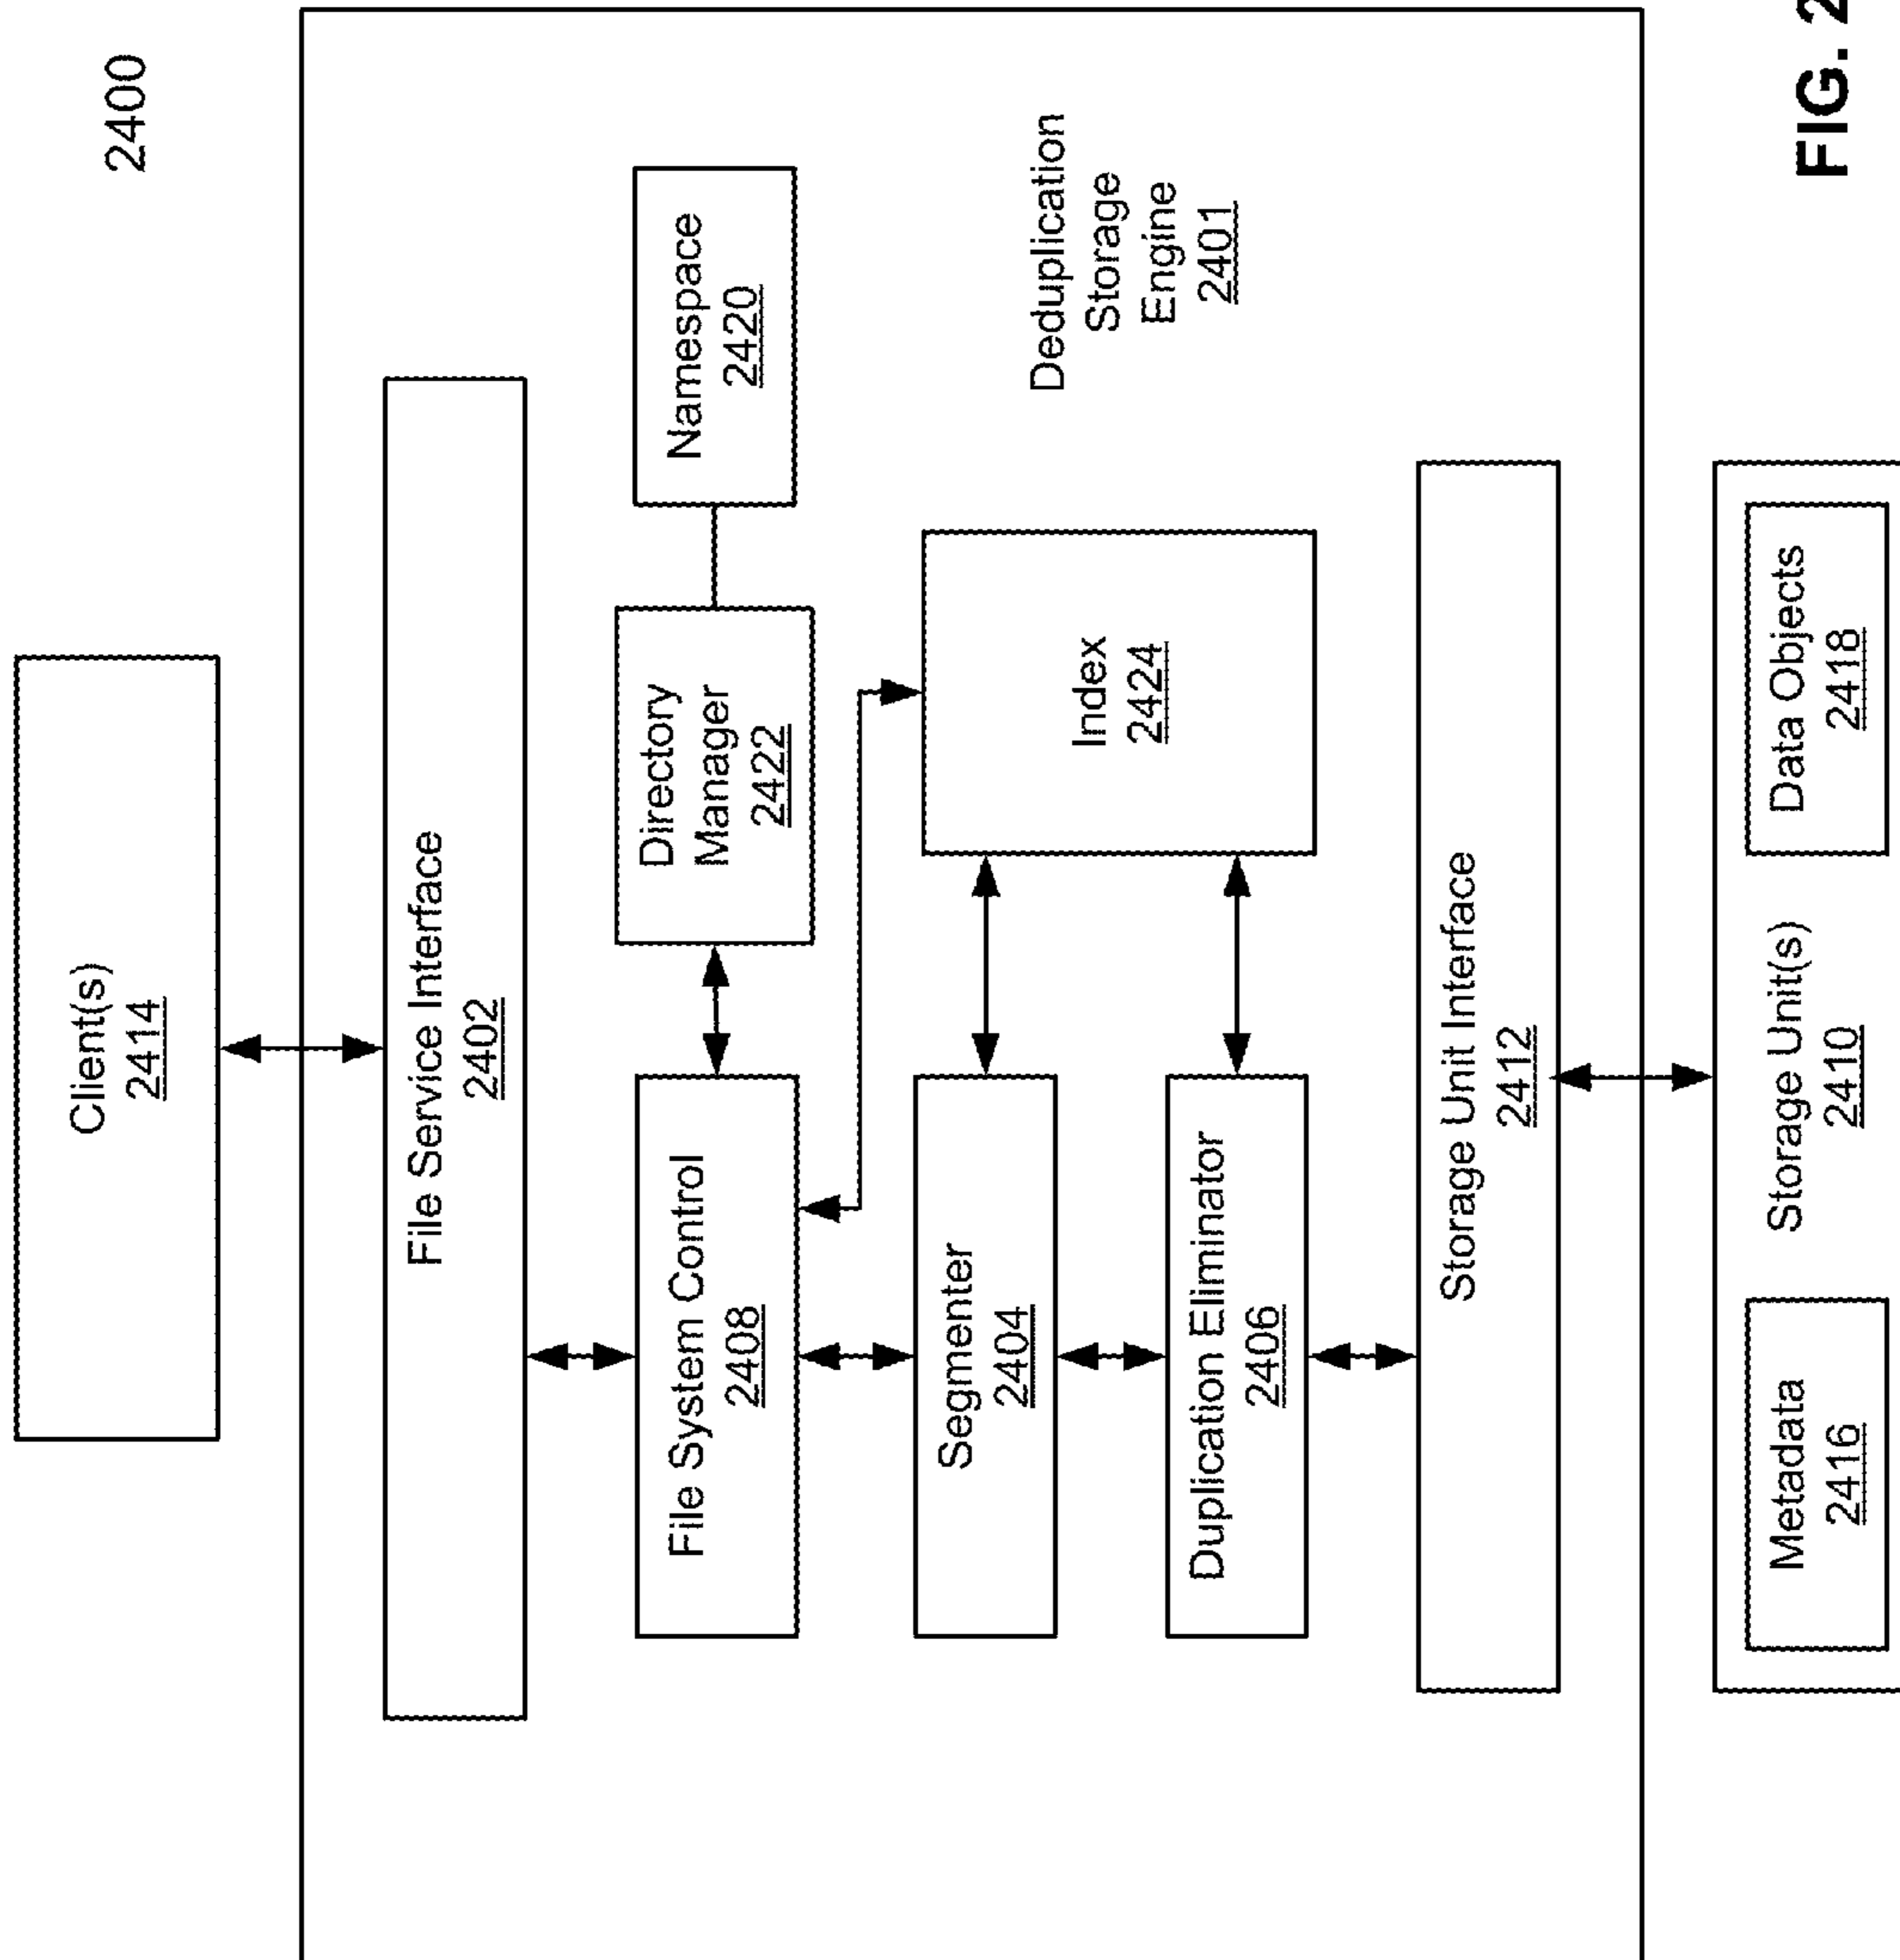 2400
Client(s)
2414
File Service Interface
2402
File System Control
2408
Directory
Manager
2422
Namespace
2420
Segmenter
2404
Index
2424
Duplication Eliminator
2406
Deduplication
Storage
Engine
2401
Storage Unit Interface
2412
Metadata
2416
Storage Unit(s)
2410
Data Objects
2418
FIG. 2